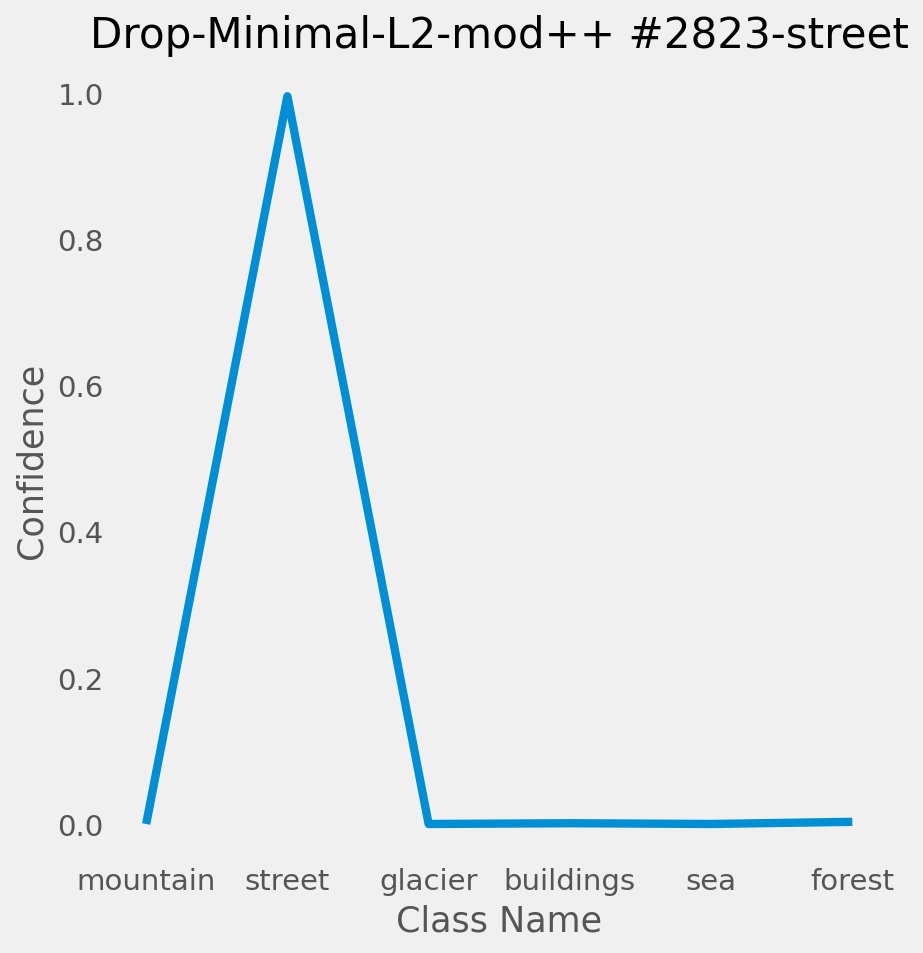 Drop-Minimal-L2-mod++ #2823-street
1.0
0.8
0.6
0.4
0.2
0.0
Confidence
mountain street glacier buildings sea forest
Class Name